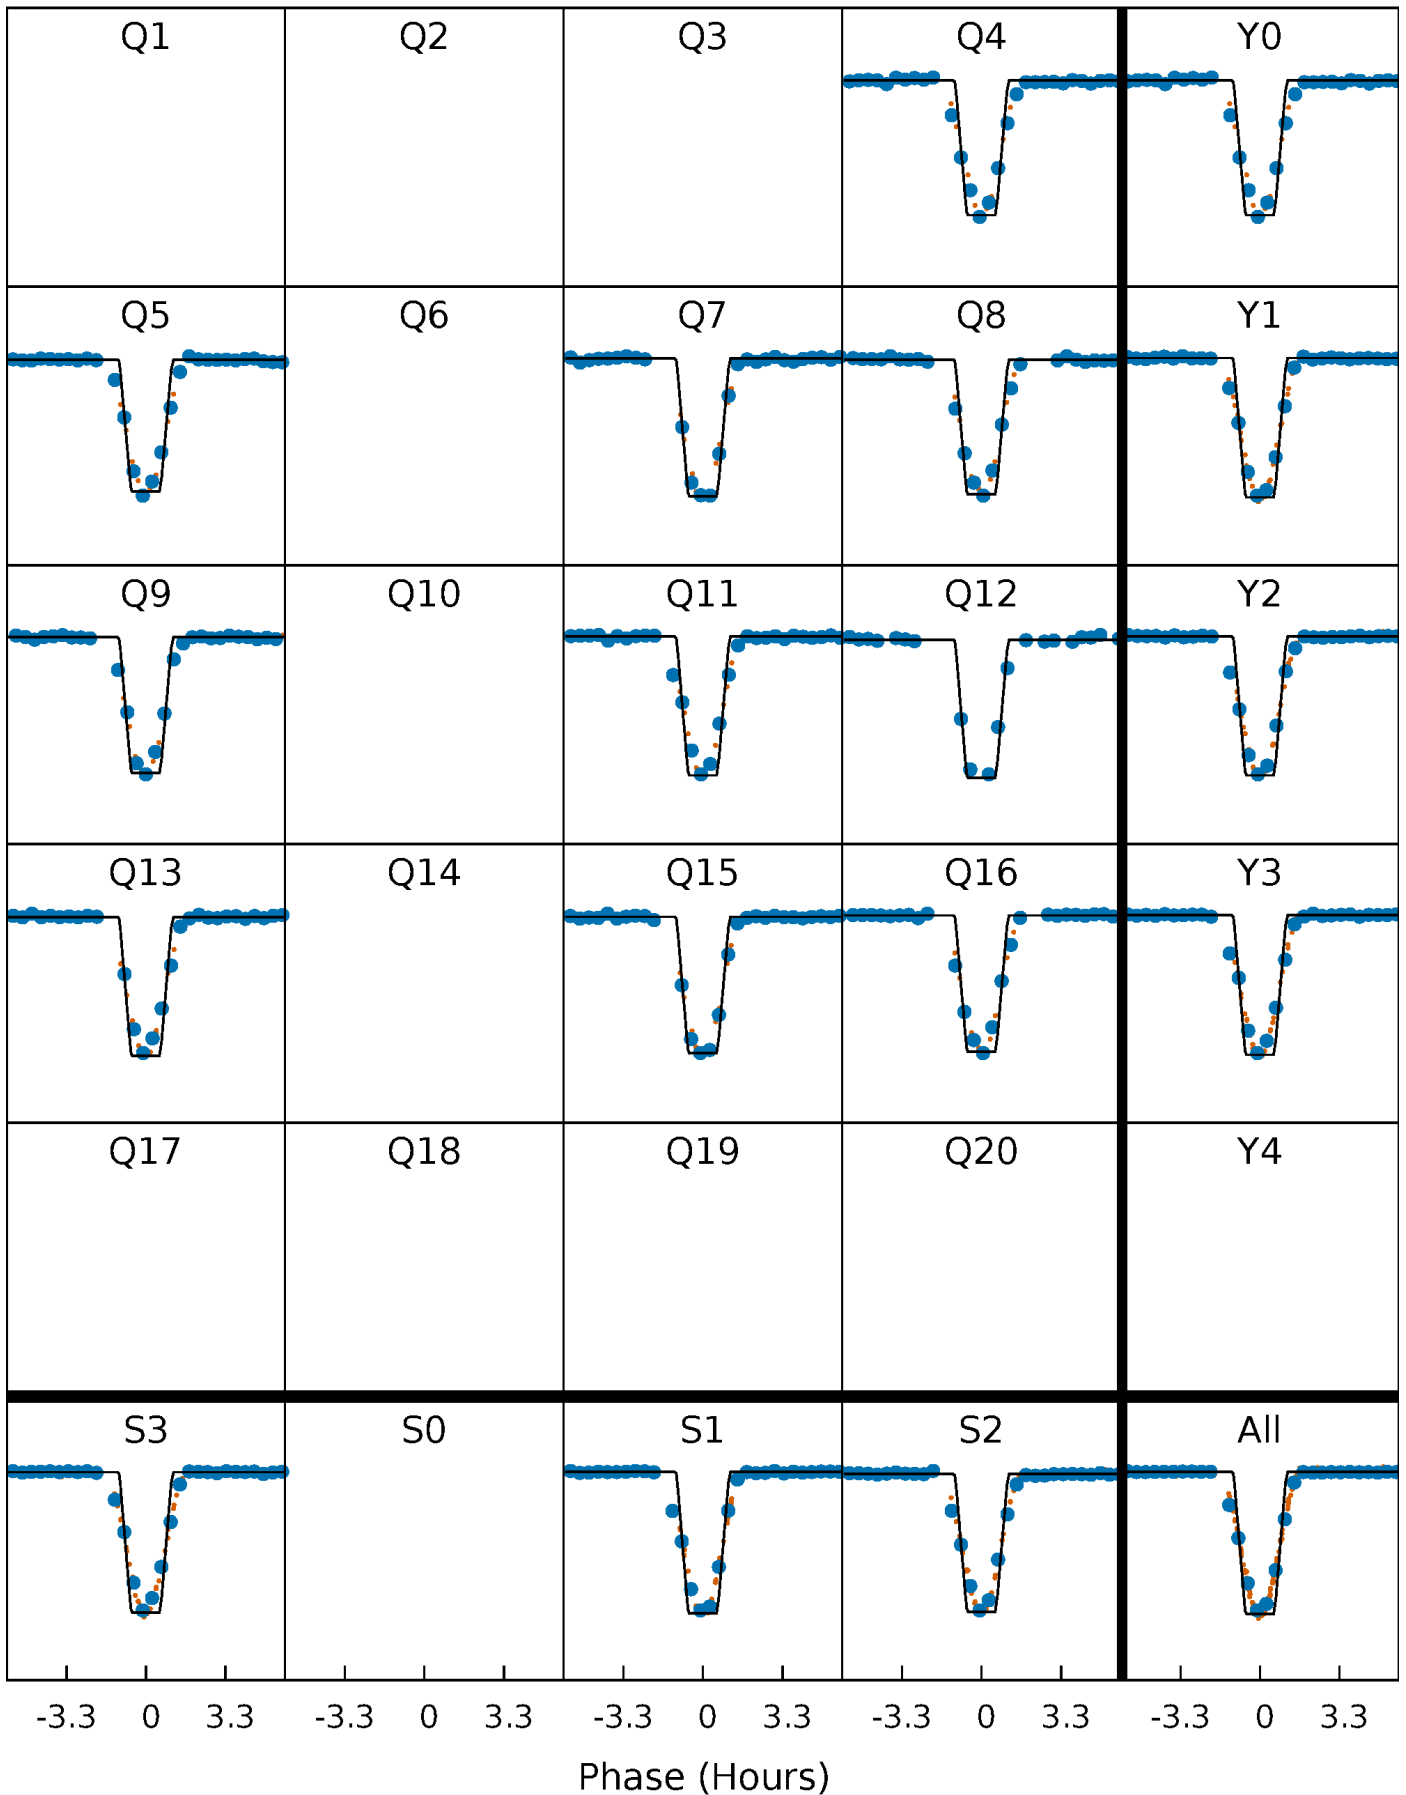 Q1 Q2 Q3 Q4 Y0
Q5 Q6 Q7 Q8 Y1
Q9 Q10 Q11 Q12 Y2
Q13 Q14 Q15 Q16 Y3
Q17 Q18 Q19 Q20 Y4
S3 S0 S1 S2 All
-3.3 0 3.3 -3.3 0 3.3 -3.3 0 3.3 -3.3 0 3.3 -3.3 0 3.3
Phase (Hours)